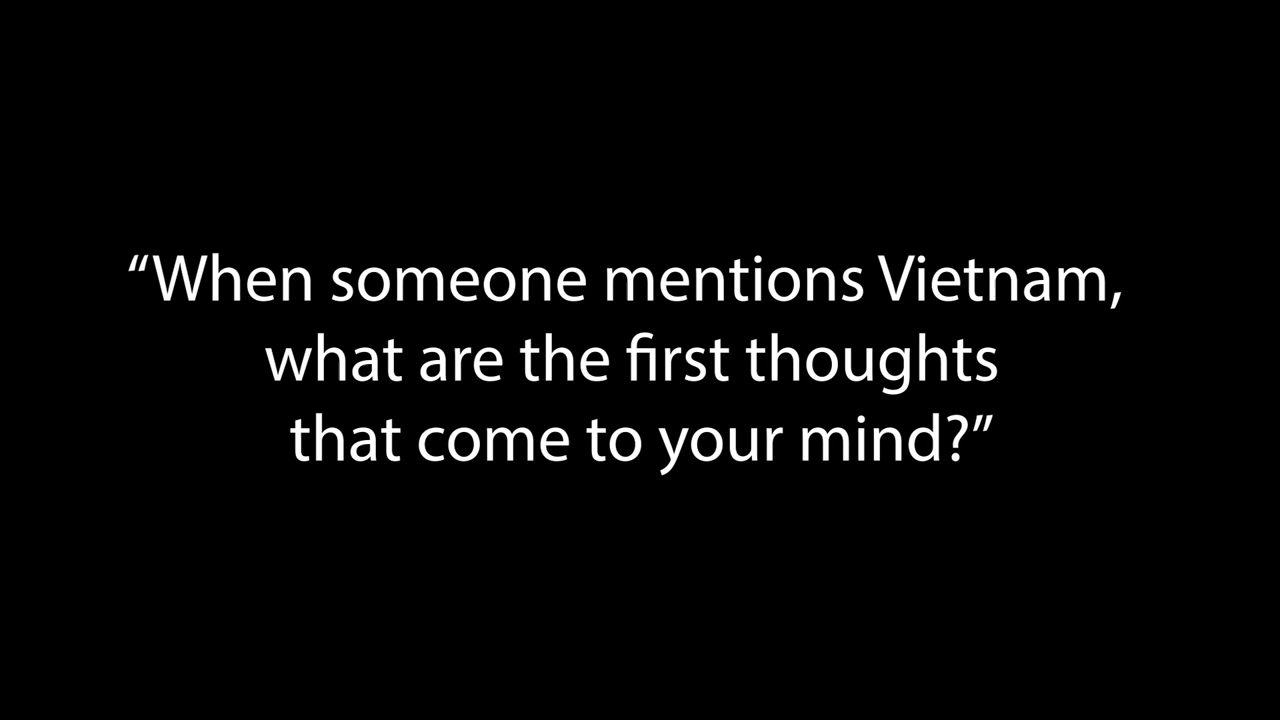 “When someone mentions Vietnam,
what are the first thoughts
that come to your mind?”